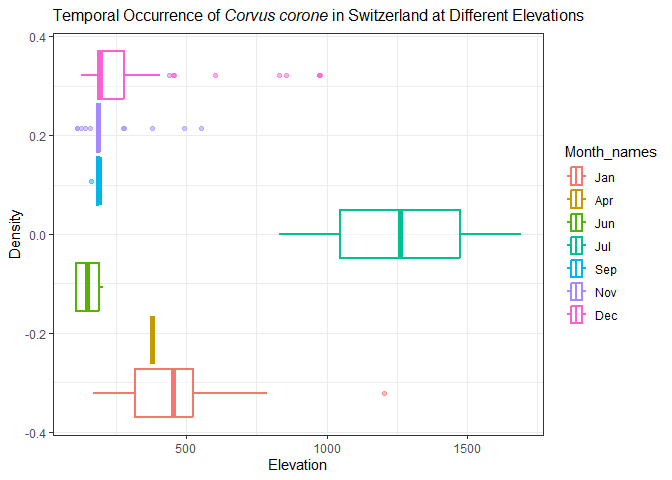 Temporal Occurrence of Corvus corone in Switzerland at Different Elevations
0.4
0.2
0.0
-0.2
-0.4
Density
500
1000
1500
Elevation
Month_names
Jan
Apr
Jun
Jul
Sep
Nov
Dec